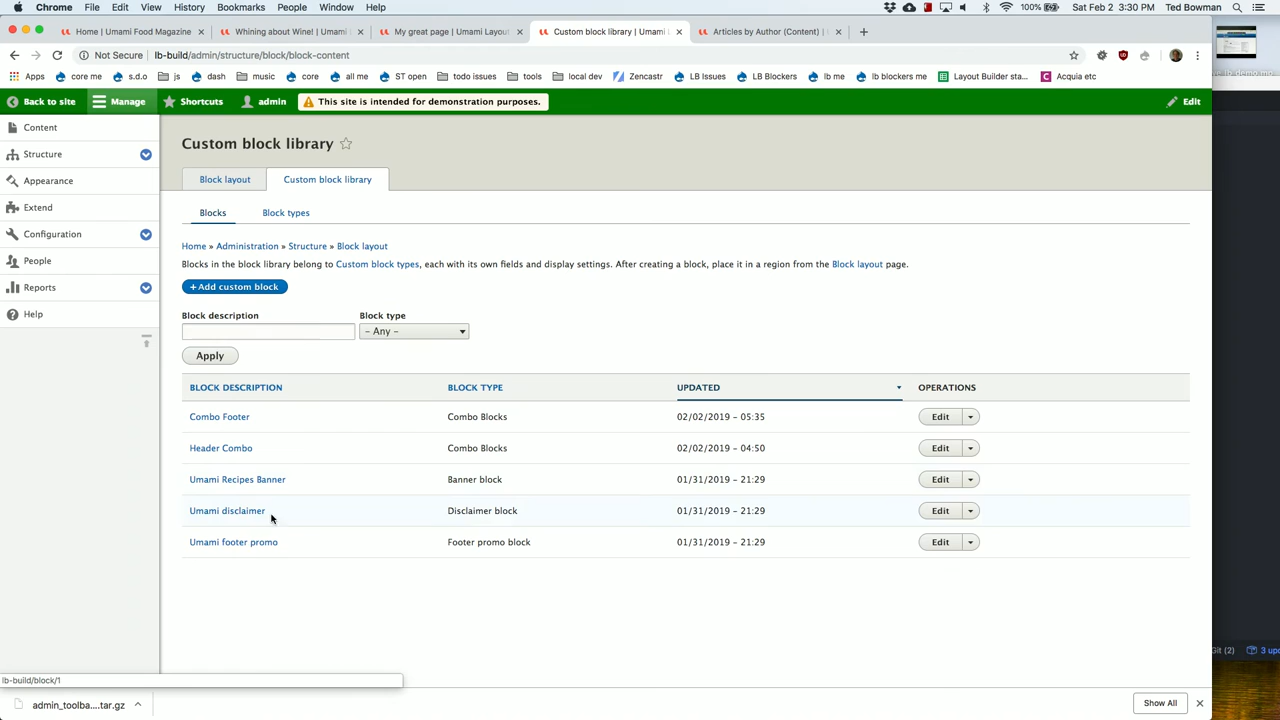 Chrome File Edit View History Bookmarks People Window Help 100% Sat Feb 2 3:30 PM Ted Bowman
Home | Umami Food Magazine × Whining about Wine! | Umami × My great page | Umami Layou × Custom block library | Umami × Articles by Author (Content) | ×
Not Secure lb-build/admin/structure/block/block-content
Apps core me s.d.o js dash music core all me ST open todo issues tools local dev Zencastr LB Issues LB Blocker lb me lb blockers me Layout Builder sta... Acquia etc
Back to site Manage Shortcuts admin This site is intended for demonstration purposes. Edit
Content
Structure
Appearance
Extend
Configuration
People
Reports
Help
Custom block library
Block layout Custom block library
Blocks Block types
Home » Administration » Structure » Block layout
Blocks in the block library belong to Custom block types, each with its own fields and display settings. After creating a block, place it in a region from the Block layout page.
+ Add custom block
Block description Block type
- Any -
Apply
BLOCK DESCRIPTION BLOCK TYPE UPDATED OPERATIONS
Combo Footer Combo Blocks 02/02/2019 - 05:35 Edit
Header Combo Combo Blocks 02/02/2019 - 04:50 Edit
Umami Recipes Banner Banner block 01/31/2019 - 21:29 Edit
Umami disclaimer Disclaimer block 01/31/2019 - 21:29 Edit
Umami footer promo Footer promo block 01/31/2019 - 21:29 Edit
Git (2) 3 up
lb-build/block/1
admin_toolba....tar.gz Show All